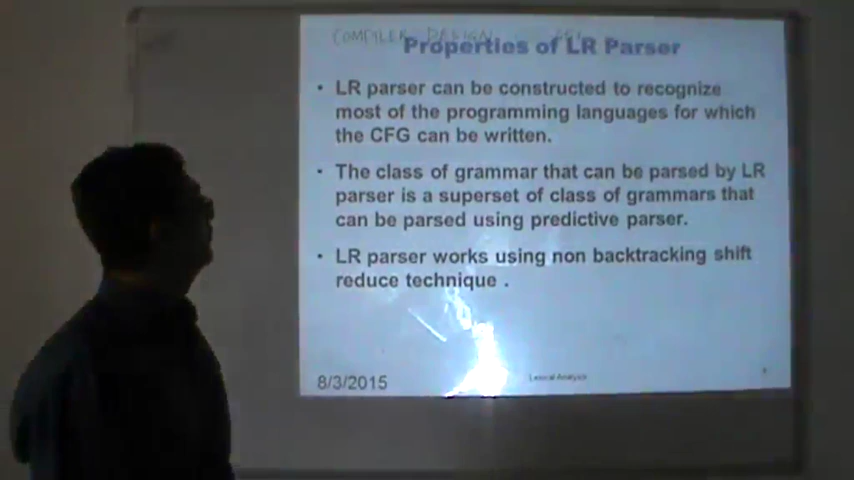 COMPILER DESIGN
Properties of LR Parser
• LR parser can be constructed to recognize
most of the programming languages for which
the CFG can be written.
• The class of grammar that can be parsed by LR
parser is a superset of class of grammars that
can be parsed using predictive parser.
• LR parser works using non backtracking shift
reduce technique .
8/3/2015
Lexical Analysis